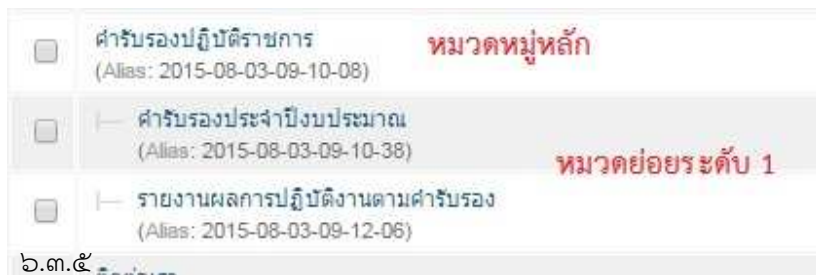 คำรับรองปฏิบัติราชการ หมวดหมู่หลัก
(Alias: 2015-08-03-09-10-08)
คำรับรองประจำปีงบประมาณ
(Alias: 2015-08-03-09-10-38)
หมวดย่อยระดับ 1
รายงานผลการปฏิบัติงานตามคำรับรอง
(Alias: 2015-08-03-09-12-06)
๖.๓.๕